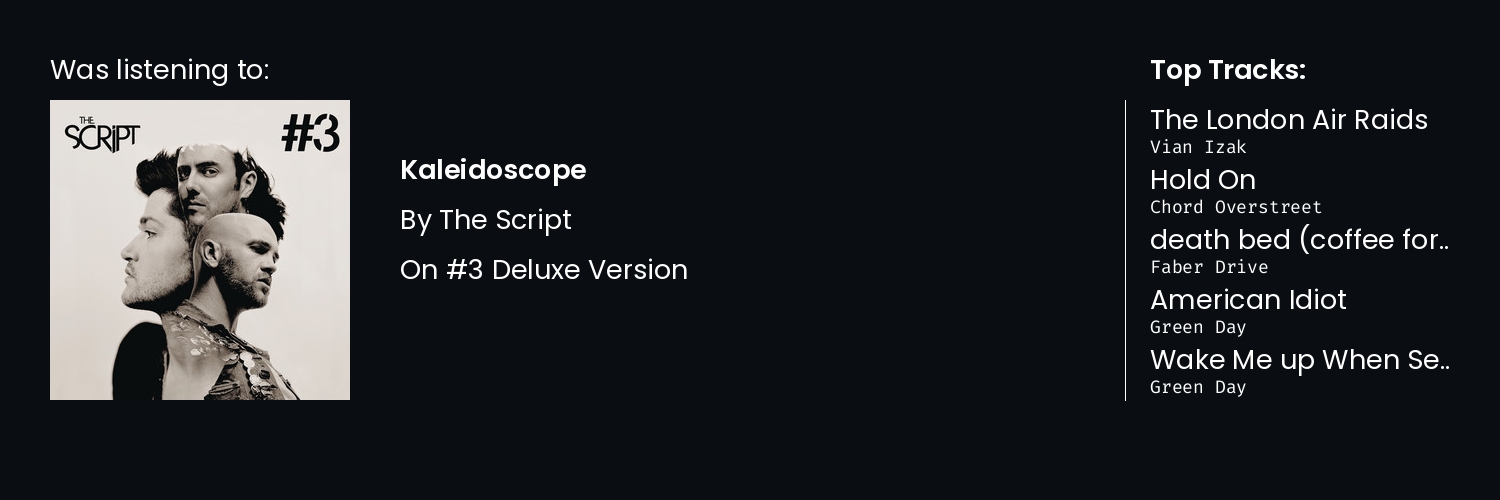 Was listening to:
THE
SCRIPT
#3
Kaleidoscope
By The Script
On #3 Deluxe Version
Top Tracks:
The London Air Raids
Vian Izak
Hold On
Chord Overstreet
death bed (coffee for..
Faber Drive
American Idiot
Green Day
Wake Me up When Se..
Green Day